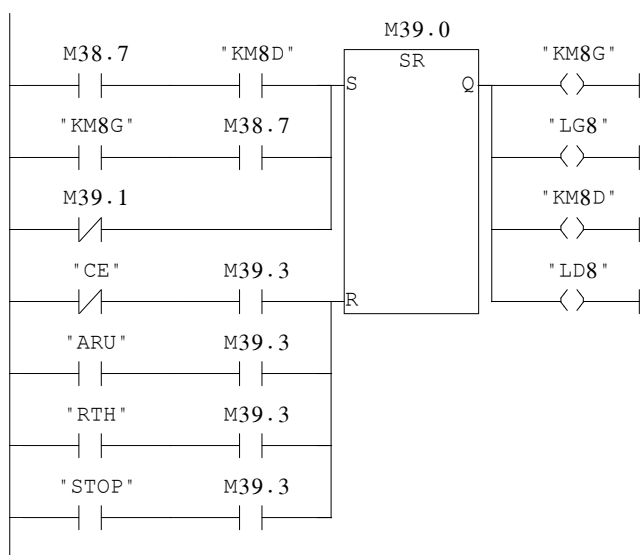 M39.0
M38.7 "KM8D" SR "KM8G"
S Q
"KM8G" M38.7 "LG8"
M39.1 "KM8D"
"CE" M39.3 "LD8"
R
"ARU" M39.3
"RTH" M39.3
"STOP" M39.3